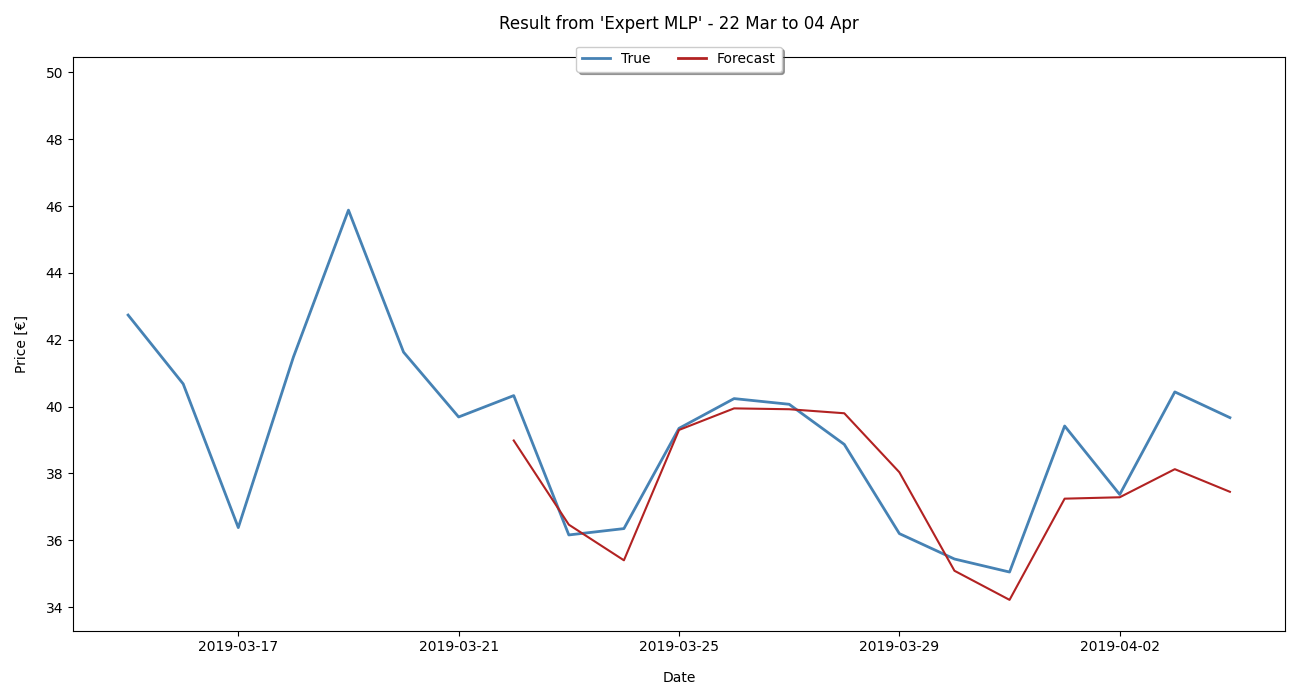 Result from 'Expert MLP' - 22 Mar to 04 Apr
True Forecast
50
48
46
44
42
40
38
36
34
Price [€]
2019-03-17 2019-03-21 2019-03-25 2019-03-29 2019-04-02
Date